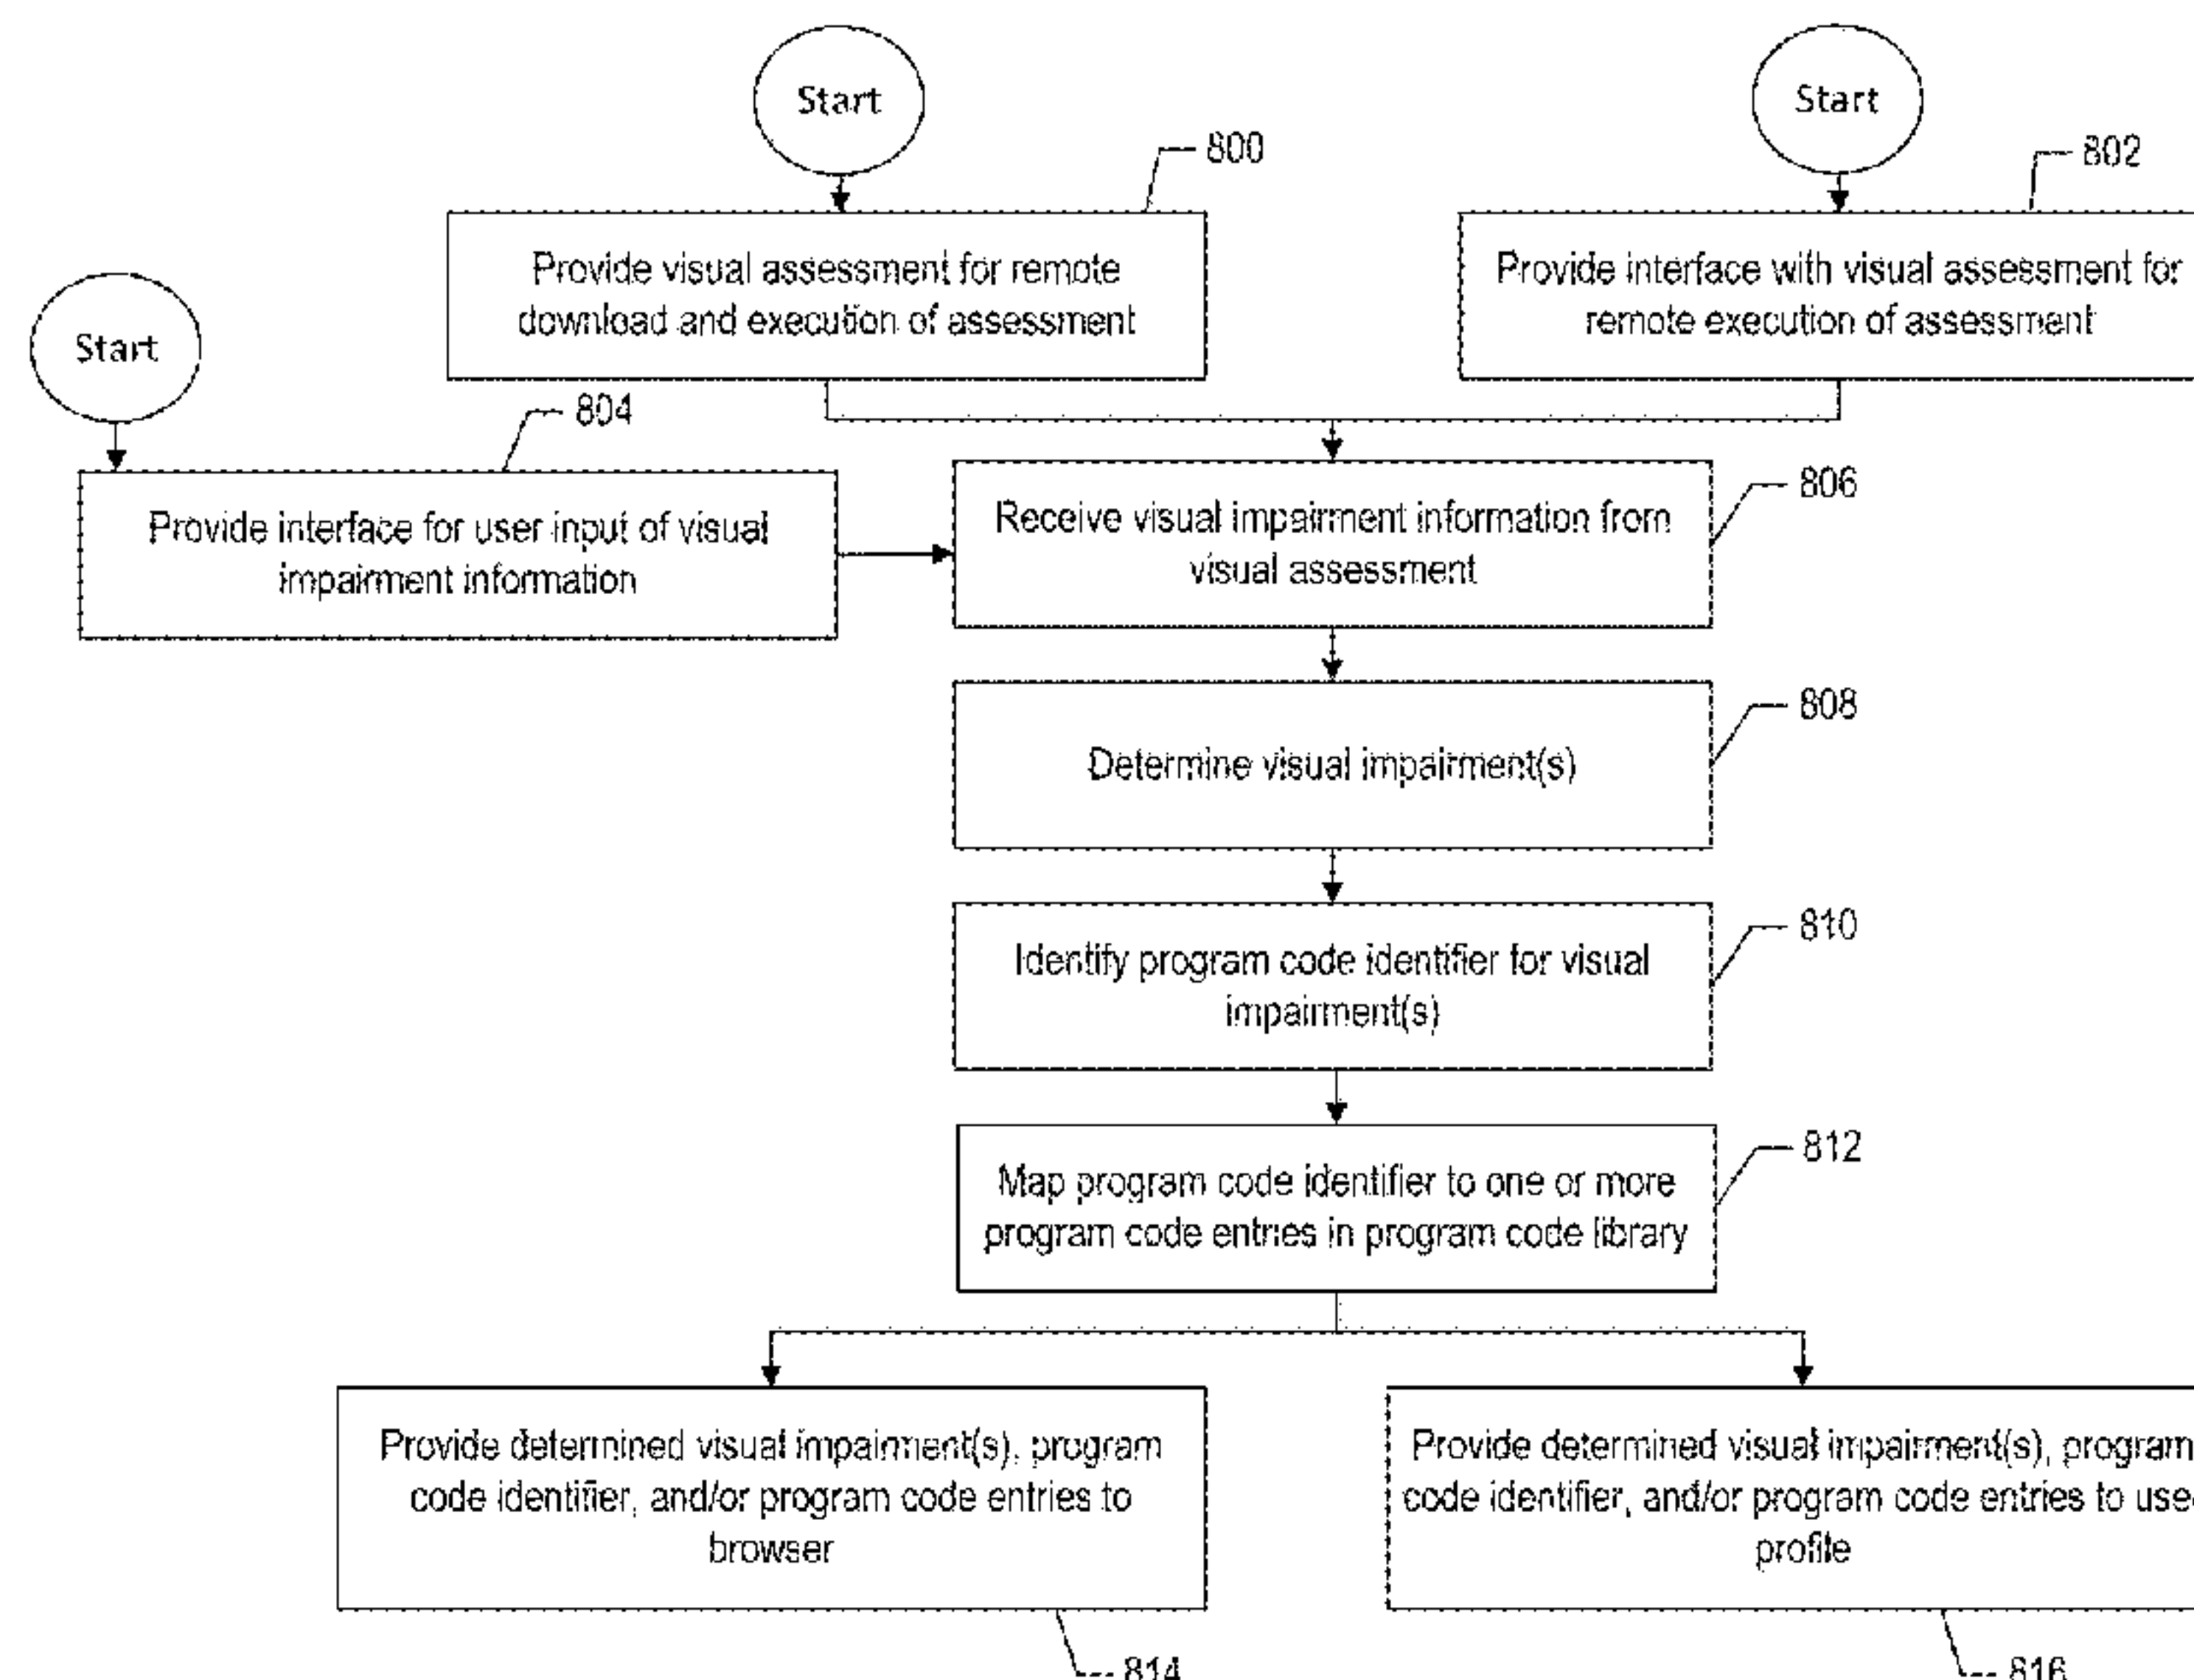 Start
Start
800
802
Provide visual assessment for remote
download and execution of assessment
Provide interface with visual assessment for
remote execution of assessment
Start
804
Provide interface for user input of visual
impairment information
806
Receive visual impairment information from
visual assessment
808
Determine visual impairment(s)
810
Identify program code identifier for visual
impairment(s)
812
Map program code identifier to one or more
program code entries in program code library
Provide determined visual impairment(s), program
code identifier, and/or program code entries to
browser
Provide determined visual impairment(s), program
code identifier, and/or program code entries to
profile
814
816